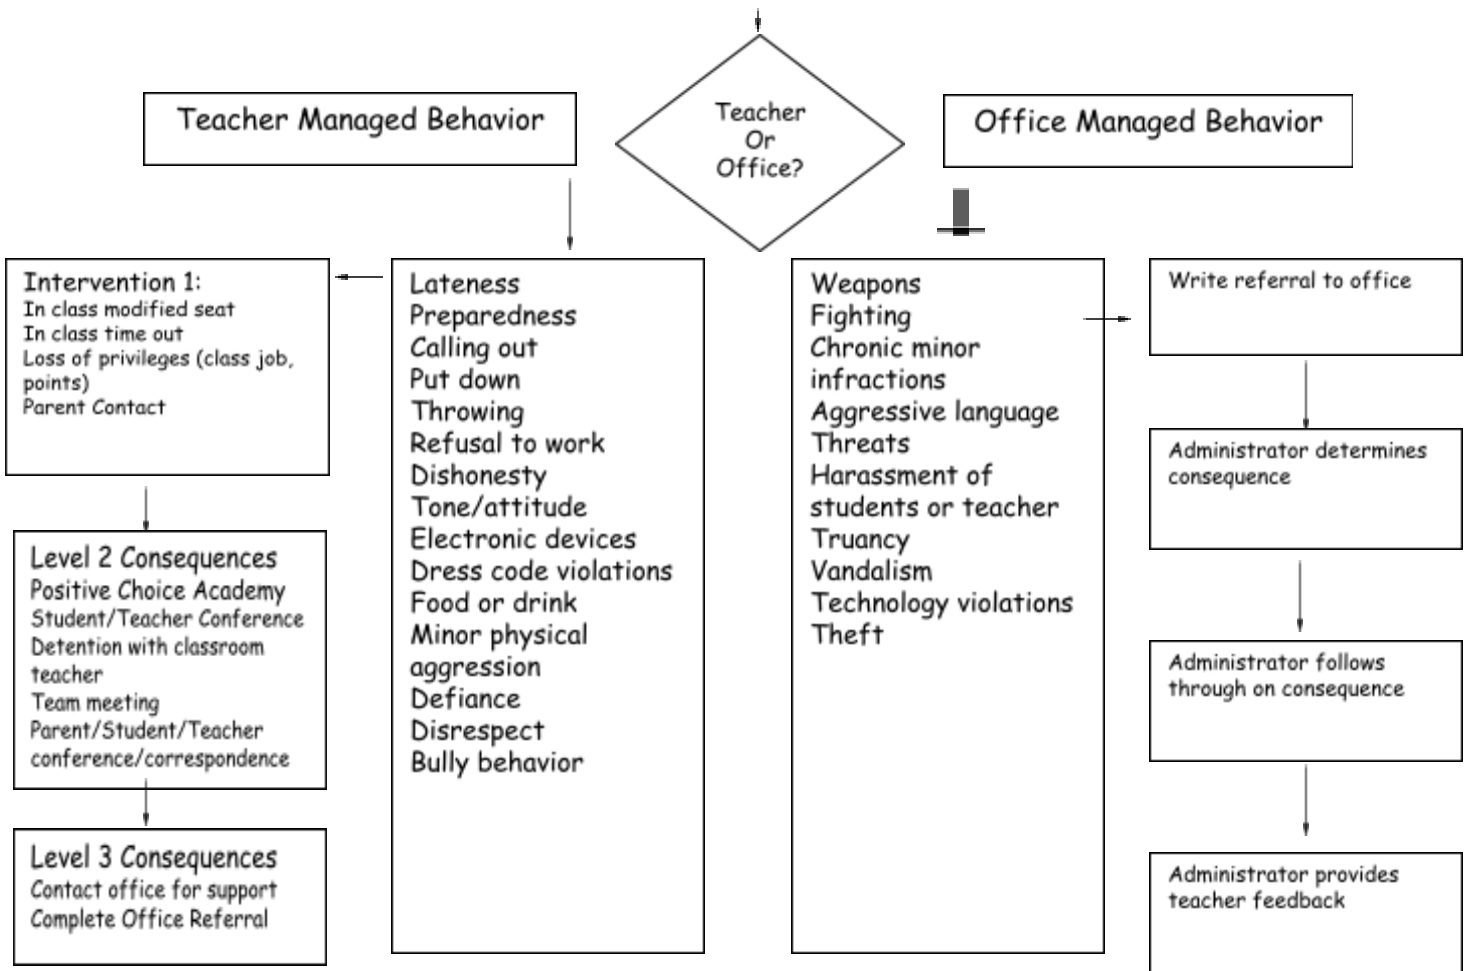 Teacher Managed Behavior
Teacher
Or
Office?
Office Managed Behavior
Intervention 1:
In class modified seat
In class time out
Loss of privileges (class job,
points)
Parent Contact
Level 2 Consequences
Positive Choice Academy
Student/Teacher Conference
Detention with classroom
teacher
Team meeting
Parent/Student/Teacher
conference/correspondence
Level 3 Consequences
Contact office for support
Complete Office Referral
Lateness
Preparedness
Calling out
Put down
Throwing
Refusal to work
Dishonesty
Tone/attitude
Electronic devices
Dress code violations
Food or drink
Minor physical
aggression
Defiance
Disrespect
Bully behavior
Weapons
Fighting
Chronic minor
infractions
Aggressive language
Threats
Harassment of
students or teacher
Truancy
Vandalism
Technology violations
Theft
Write referral to office
Administrator determines
consequence
Administrator follows
through on consequence
Administrator provides
teacher feedback